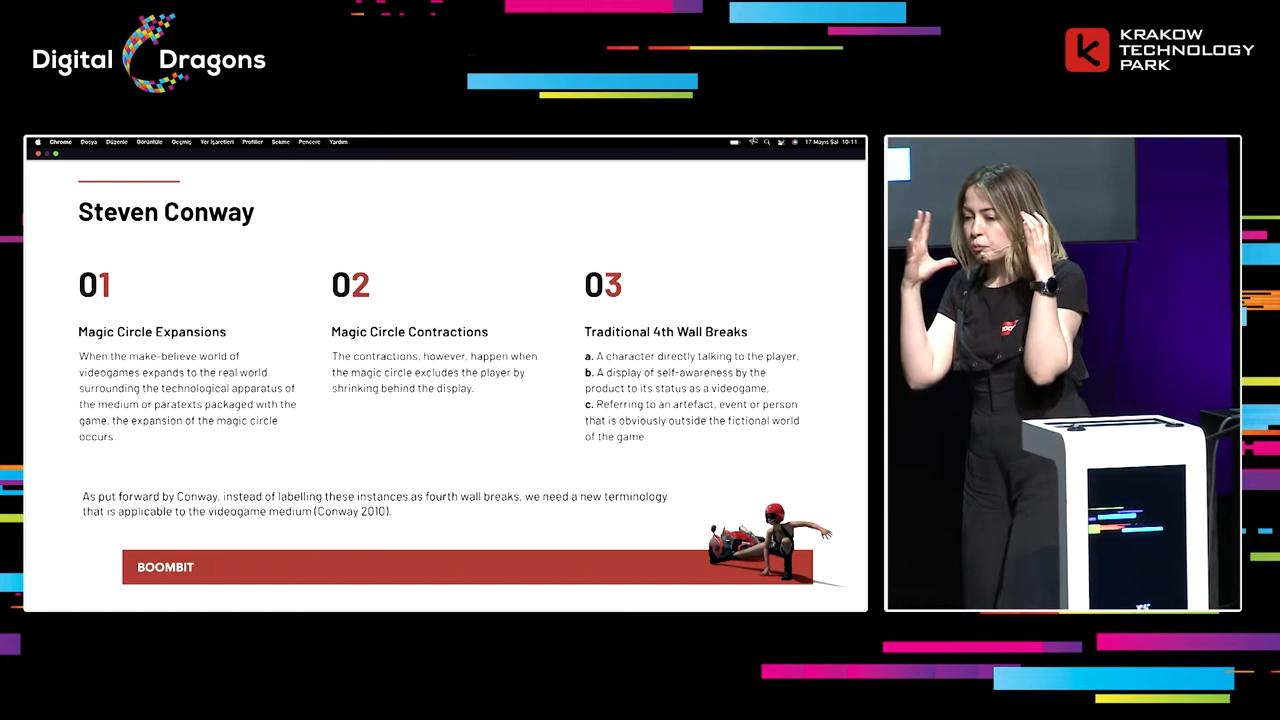 Digital Dragons
KRAKOW
TECHNOLOGY
PARK
Chrome Dosya Düzenle Görüntüle Geçmiş Yer İşaretleri Profiller Sekme Pencere Yardım 17 Mayıs Sal 10:11
Steven Conway
01
Magic Circle Expansions
When the make-believe world of
videogames expands to the real world
surrounding the technological apparatus of
the medium or paratexts packaged with the
game, the expansion of the magic circle
occurs.
02
Magic Circle Contractions
The contractions, however, happen when
the magic circle excludes the player by
shrinking behind the display.
03
Traditional 4th Wall Breaks
a. A character directly talking to the player,
b. A display of self-awareness by the
product to its status as a videogame,
c. Referring to an artefact, event or person
that is obviously outside the fictional world
of the game
As put forward by Conway, instead of labelling these instances as fourth wall breaks, we need a new terminology
that is applicable to the videogame medium (Conway 2010).
BOOMBIT